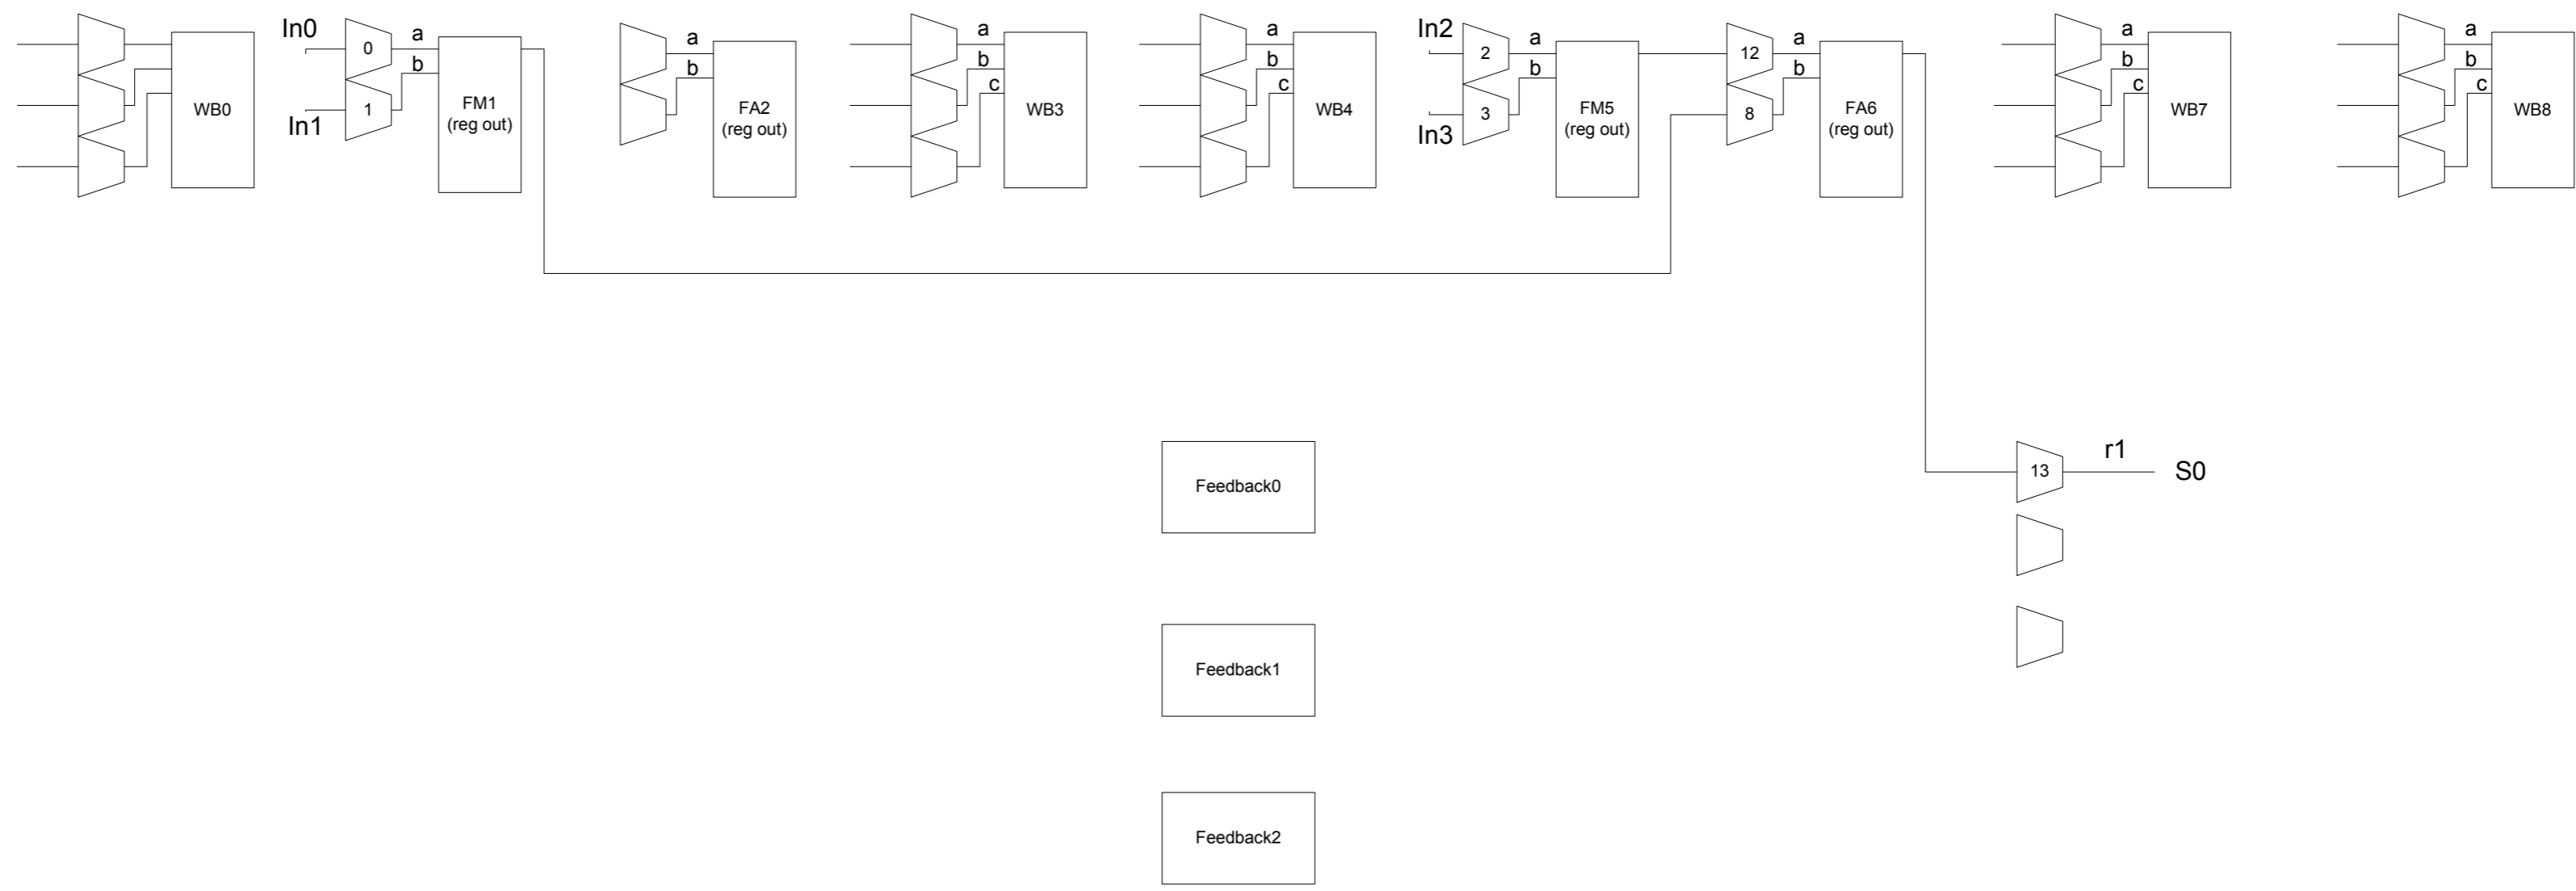 WB0
In0
0
a
b
1
In1
FM1
(reg out)
a
b
FA2
(reg out)
a
b
c
WB3
a
b
c
WB4
In2
2
a
b
3
In3
FM5
(reg out)
12
a
b
8
FA6
(reg out)
a
b
c
WB7
a
b
c
WB8
Feedback0
13
r1
S0
Feedback1
Feedback2